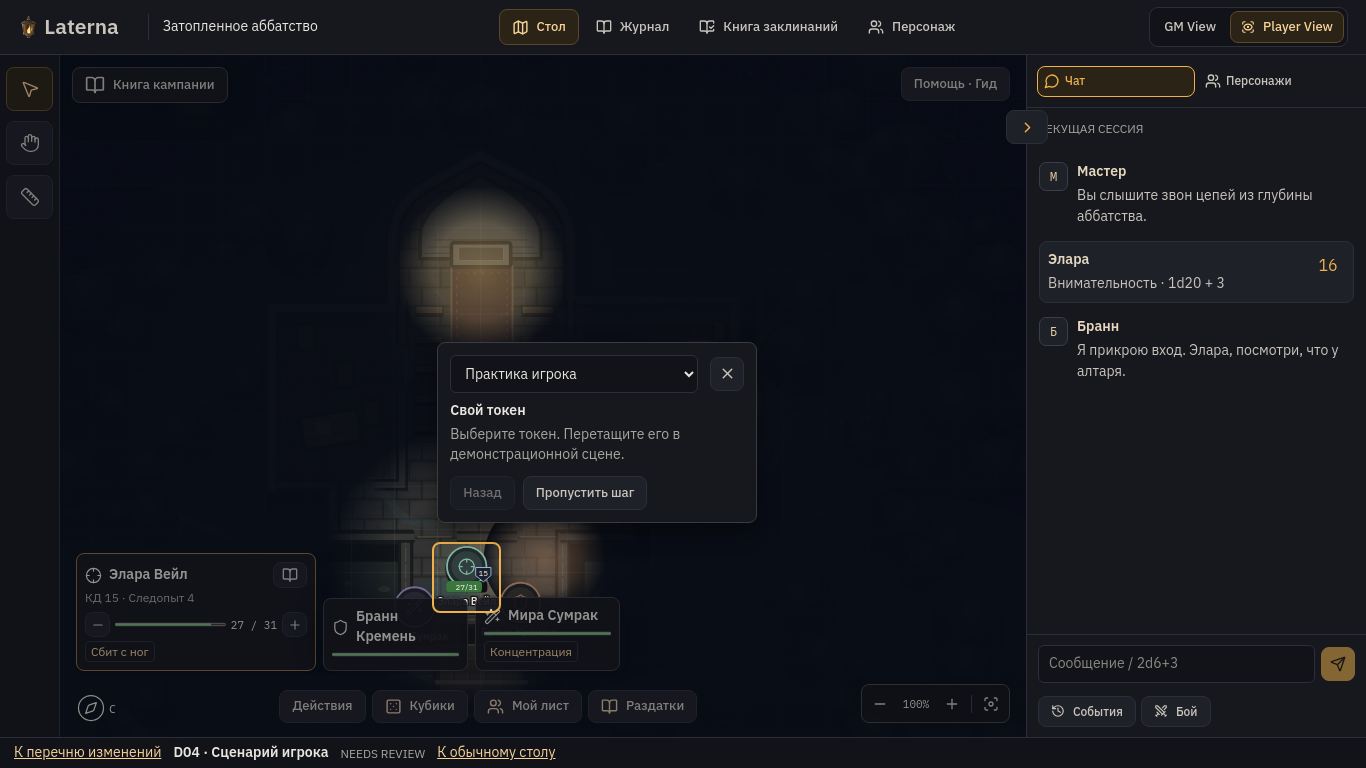 Laterna
Затопленное аббатство
Стол
Журнал
Книга заклинаний
Персонаж
GM View
Player View
Книга кампании
Помощь · Гид
Чат
Персонажи
ЕКУЩАЯ СЕССИЯ
М
Мастер
Вы слышите звон цепей из глубины
аббатства.
Элара
16
Внимательность · 1d20 + 3
Б
Бранн
Я прикрою вход. Элара, посмотри, что у
алтаря.
Практика игрока
Свой токен
Выберите токен. Перетащите его в
демонстрационной сцене.
Назад
Пропустить шаг
15
27/31
Элара Вейл
КД 15 · Следопыт 4
27 / 31
Сбит с ног
Бранн
Кремень
Мира Сумрак
Концентрация
С
Действия
Кубики
Мой лист
Раздатки
100%
Сообщение / 2d6+3
События
Бой
К перечню изменений
D04 · Сценарий игрока
NEEDS REVIEW
К обычному столу